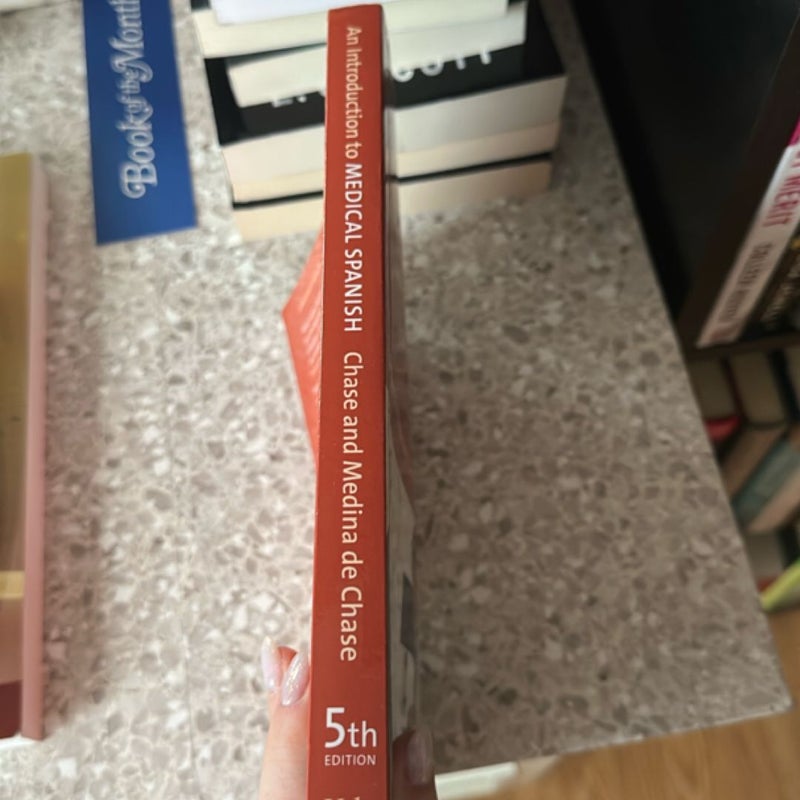 An Introduction to MEDICAL SPANISH Chase and Medina de Chase
5th
EDITION
Book of the Month